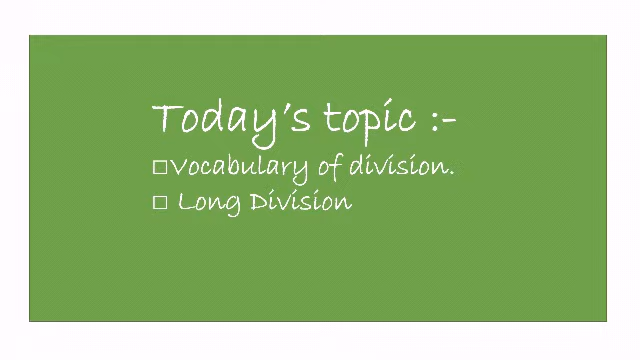 Today's topic :-
□Vocabulary of division.
□ Long Division